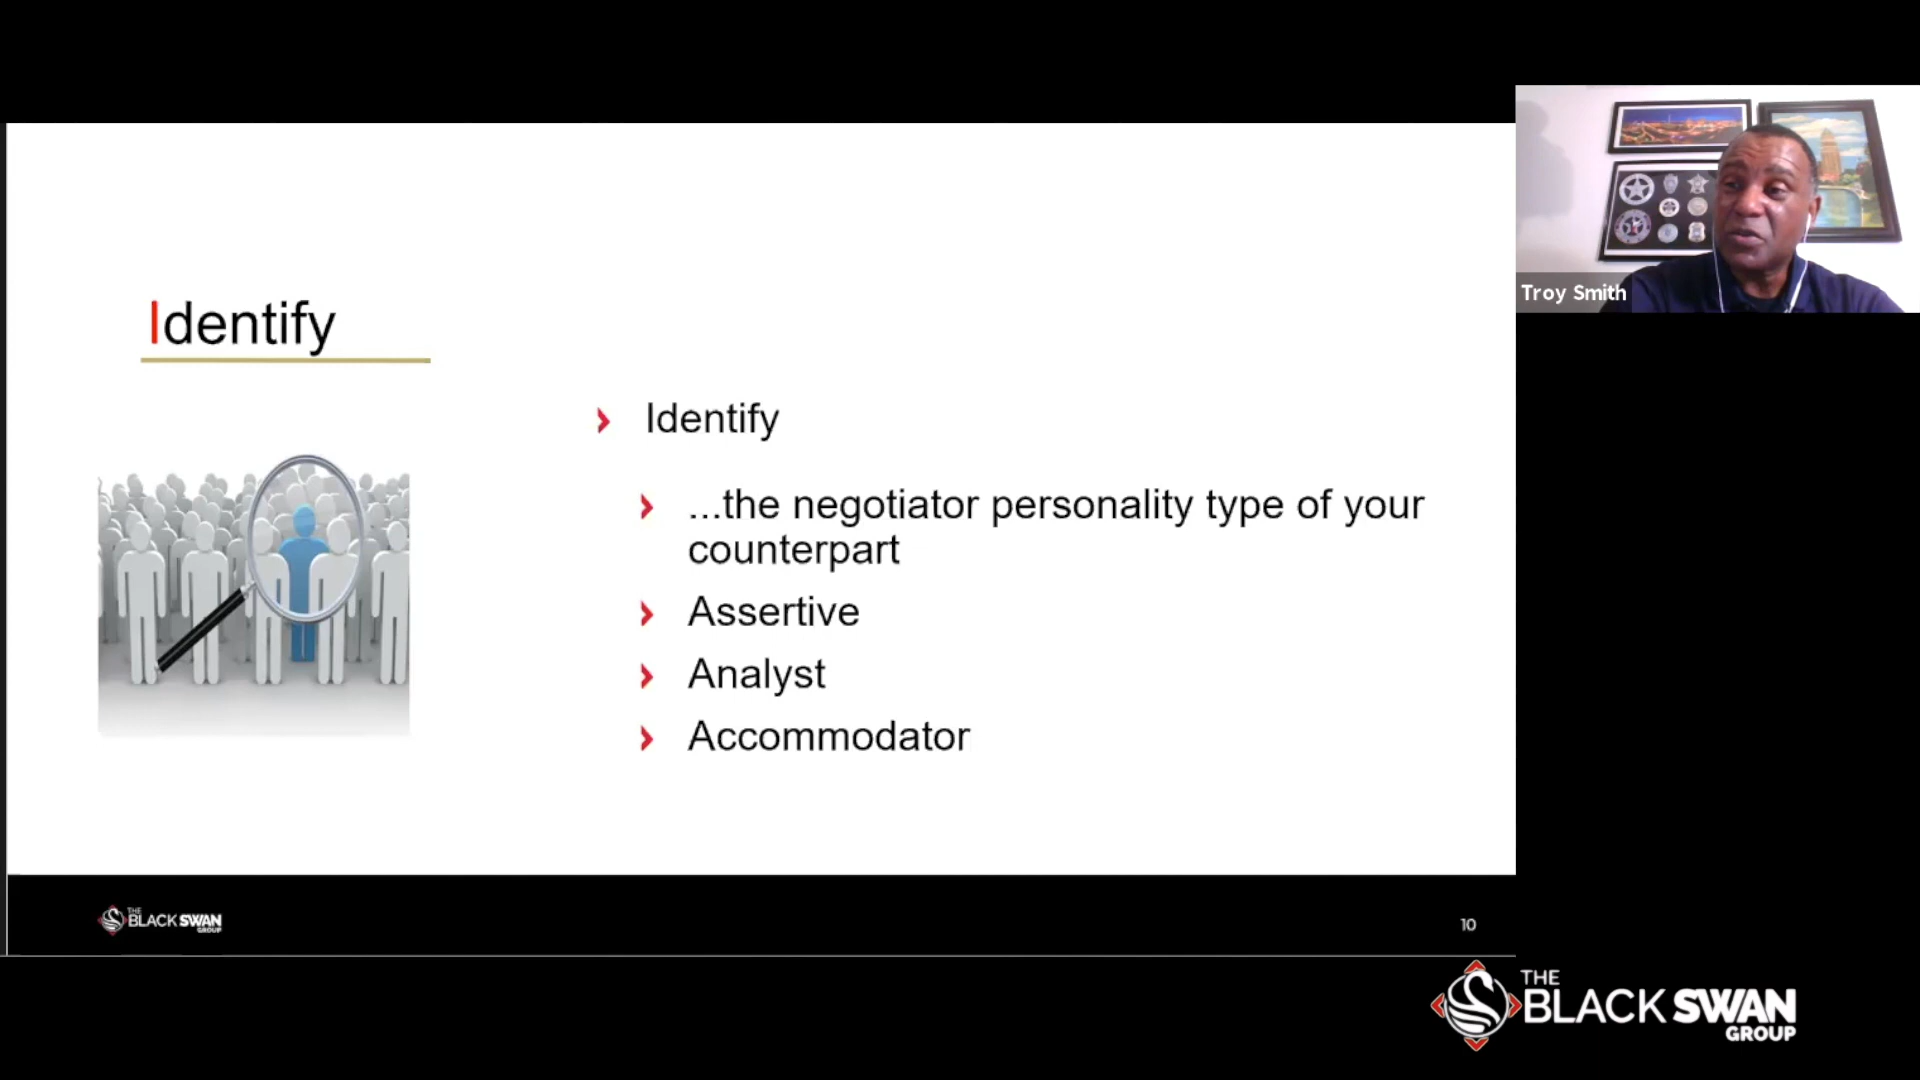 Identify
Identify
...the negotiator personality type of your
counterpart
Assertive
Analyst
Accommodator
Troy Smith
THE
BLACK SWAN
GROUP
10
THE
BLACK SWAN
GROUP